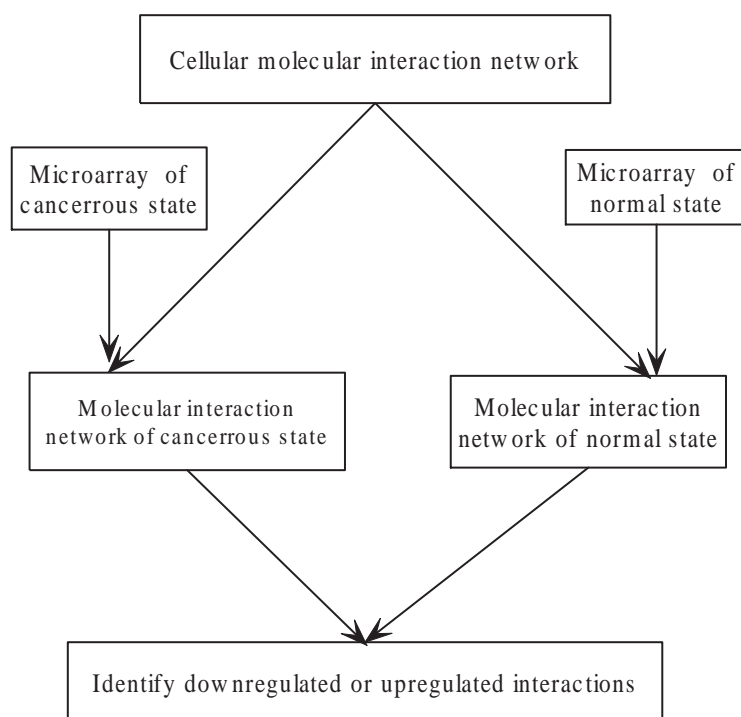 Cellular molecular interaction network
Microarray of
cancerrous state
Microarray of
normal state
Molecular interaction
network of cancerrous state
Molecular interaction
network of normal state
Identify downregulated or upregulated interactions